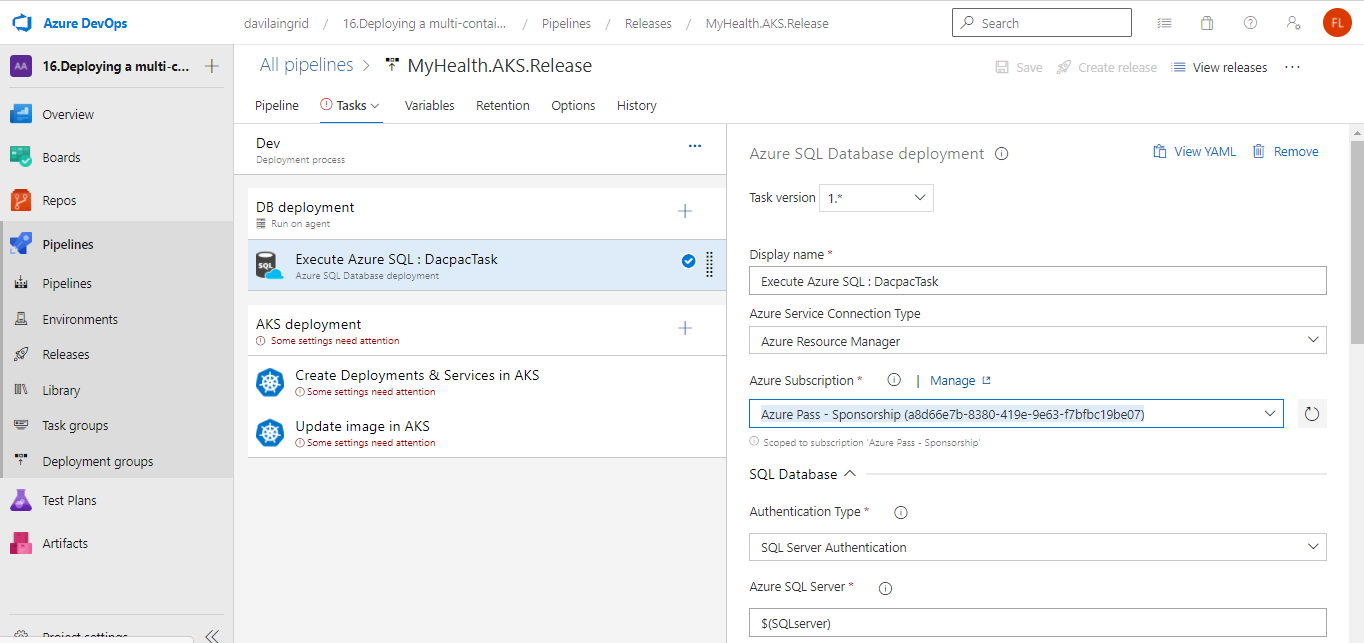 Azure DevOps
davilaingrid / 16.Deploying a multi-contai... / Pipelines / Releases / MyHealth.AKS.Release
Search
FL
AA
16.Deploying a multi-c...
Overview
Boards
Repos
Pipelines
Pipelines
Environments
Releases
Library
Task groups
Deployment groups
Test Plans
Artifacts
Project settings
All pipelines > MyHealth.AKS.Release
Save
Create release
View releases
Pipeline
Tasks
Variables
Retention
Options
History
Dev
Deployment process
DB deployment
Run on agent
SQL
Execute Azure SQL : DacpacTask
Azure SQL Database deployment
AKS deployment
Some settings need attention
Create Deployments & Services in AKS
Some settings need attention
Update image in AKS
Some settings need attention
Azure SQL Database deployment
View YAML
Remove
Task version 1.*
Display name *
Execute Azure SQL : DacpacTask
Azure Service Connection Type
Azure Resource Manager
Azure Subscription * | Manage
Azure Pass - Sponsorship (a8d66e7b-8380-419e-9e63-f7bfbc19be07)
Scoped to subscription 'Azure Pass - Sponsorship'
SQL Database
Authentication Type *
SQL Server Authentication
Azure SQL Server *
$(SQLserver)